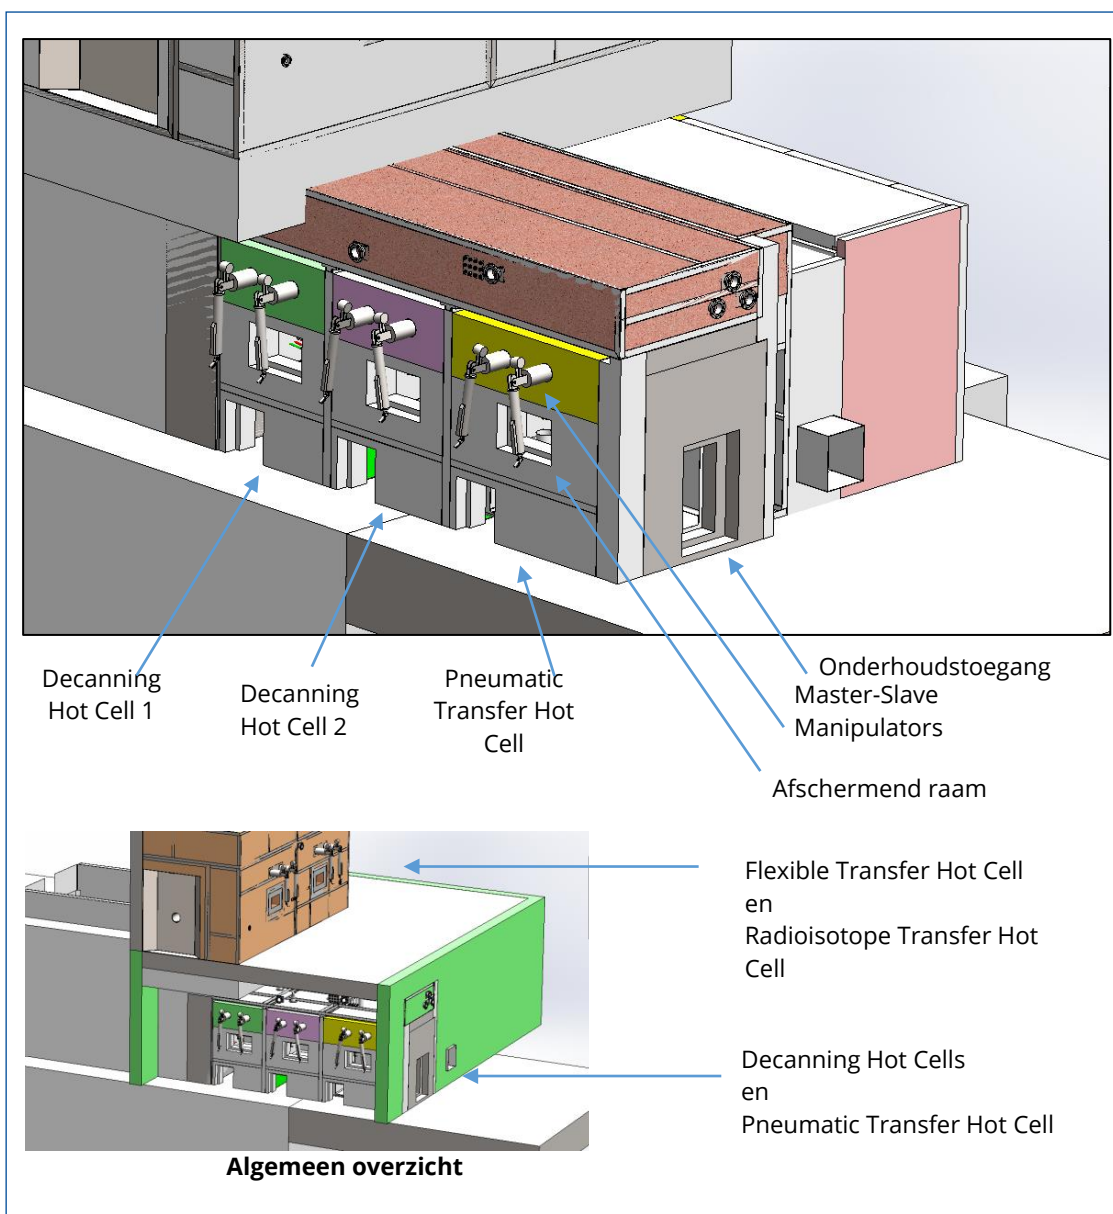 Decanning
Hot Cell 1
Decanning
Hot Cell 2
Pneumatic
Transfer Hot
Cell
Onderhoudstoegang
Master-Slave
Manipulators
Afschermend raam
Flexible Transfer Hot Cell
en
Radioisotope Transfer Hot
Cell
Decanning Hot Cells
en
Pneumatic Transfer Hot Cell
Algemeen overzicht